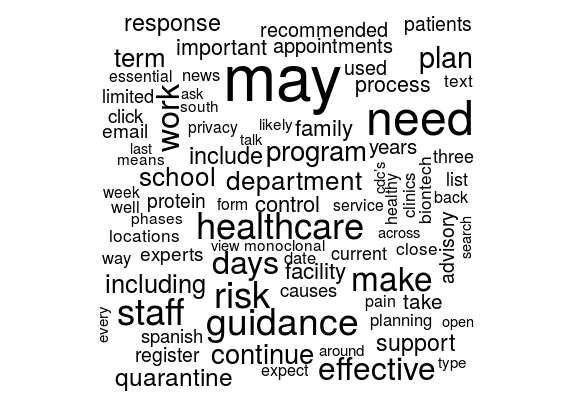 response recommended patients
term important appointments plan
essential news may used process text
limited ask south work need
click email privacy likely family
last means talk include program years three
school department cdc's healthy clinics biontech list
week well protein form control service back
phases healthcare across
locations view monoclonal advisory search
way experts days date current close
including facility make
risk causes pain take
every staff guidance planning open
spanish support
register continue around type
quarantine expect effective